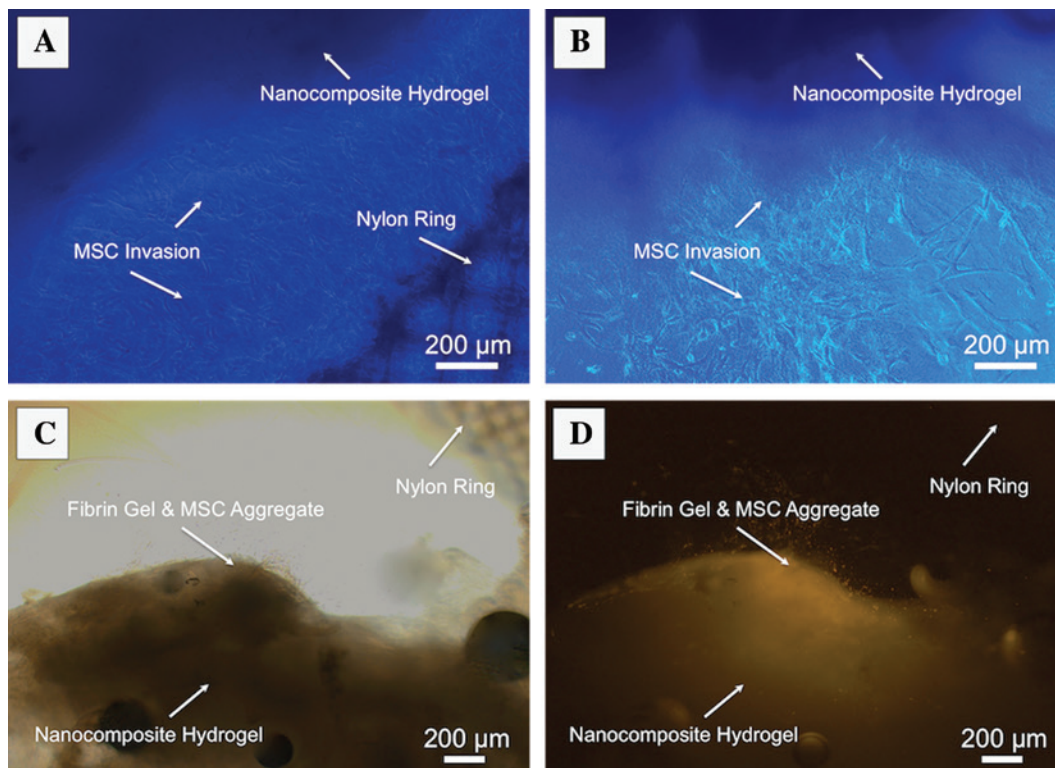 A
Nanocomposite Hydrogel
MSC Invasion
Nylon Ring
200 µm
B
Nanocomposite Hydrogel
MSC Invasion
200 µm
C
Nylon Ring
Fibrin Gel & MSC Aggregate
Nanocomposite Hydrogel
200 µm
D
Nylon Ring
Fibrin Gel & MSC Aggregate
Nanocomposite Hydrogel
200 µm